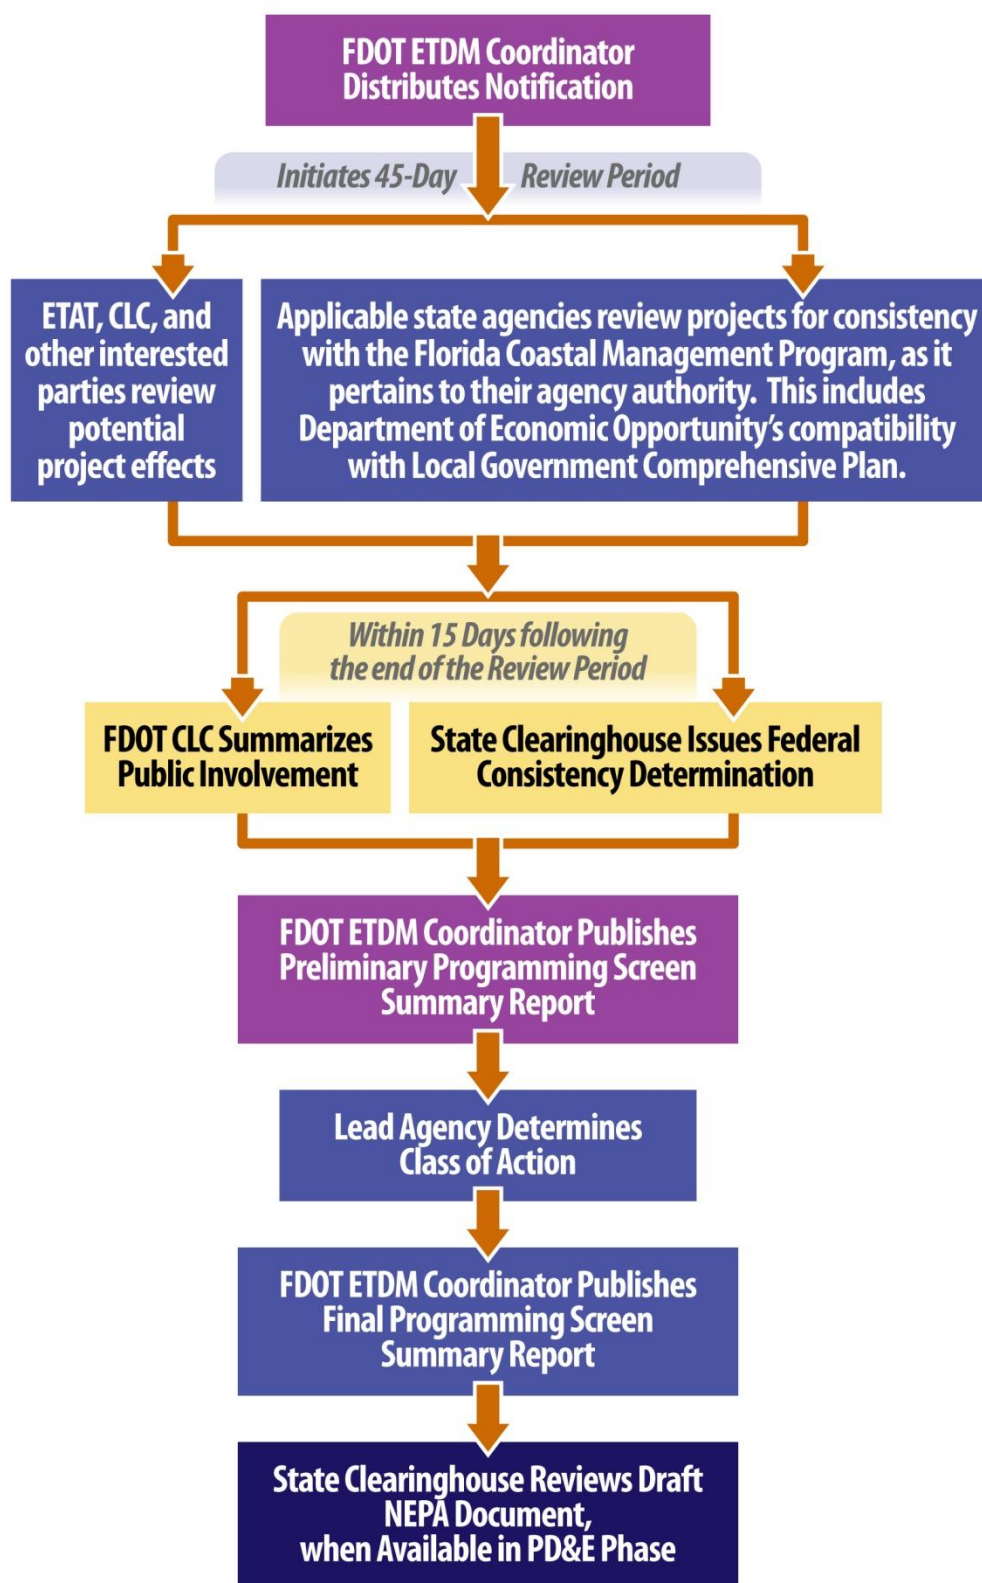 FDOT ETDM Coordinator
Distributes Notification
Initiates 45-Day Review Period
ETAT, CLC, and
other interested
parties review
potential
project effects
Applicable state agencies review projects for consistency
with the Florida Coastal Management Program, as it
pertains to their agency authority. This includes
Department of Economic Opportunity's compatibility
with Local Government Comprehensive Plan.
Within 15 Days following
the end of the Review Period
FDOT CLC Summarizes
Public Involvement
State Clearinghouse Issues Federal
Consistency Determination
FDOT ETDM Coordinator Publishes
Preliminary Programming Screen
Summary Report
Lead Agency Determines
Class of Action
FDOT ETDM Coordinator Publishes
Final Programming Screen
Summary Report
State Clearinghouse Reviews Draft
NEPA Document,
when Available in PD&E Phase